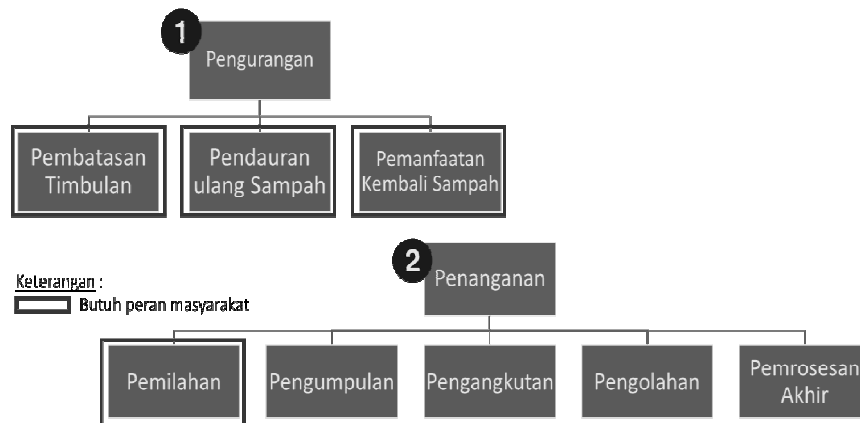 1
Pengurangan
Pembatasan
Timbulan
Pendauran
ulang Sampah
Pemanfaatan
Kembali Sampah
2
Penanganan
Keterangan :
Butuh peran masyarakat
Pemilahan
Pengumpulan
Pengangkutan
Pengolahan
Pemrosesan
Akhir